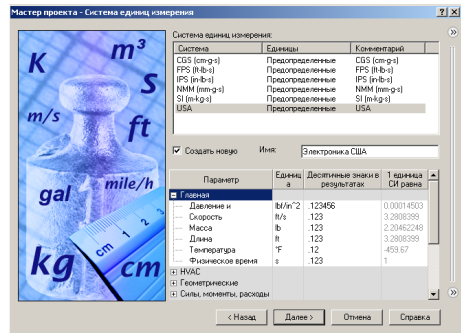 Мастер проекта - Система единиц измерения
Система единиц измерения:
Система Единицы Комментарий
CGS (cm-g-s) Предопределенные CGS (cm-g-s)
FPS (ft-lb-s) Предопределенные FPS (ft-lb-s)
IPS (in-lb-s) Предопределенные IPS (in-lb-s)
NMM (mm-g-s) Предопределенные NMM (mm-g-s)
SI (m-kg-s) Предопределенные SI (m-kg-s)
USA Предопределенные USA
Создать новую Имя: Электроника США
Параметр Единица Десятичные знаки в результатах 1 единица СИ равна
Главная
Давление и lbf/in^2 .123456 0.00014503
Скорость ft/s .123 3.2808399
Масса lb .123 2.20462248
Длина ft .123 3.2808399
Температура °F .12 -459.67
Физическое время s .123 1
HVAC
Геометрические
Силы, моменты, расходы
< Назад Далее > Отмена Справка
K m³
S
m/s ft
gal mile/h
cm 1 2 3
kg cm